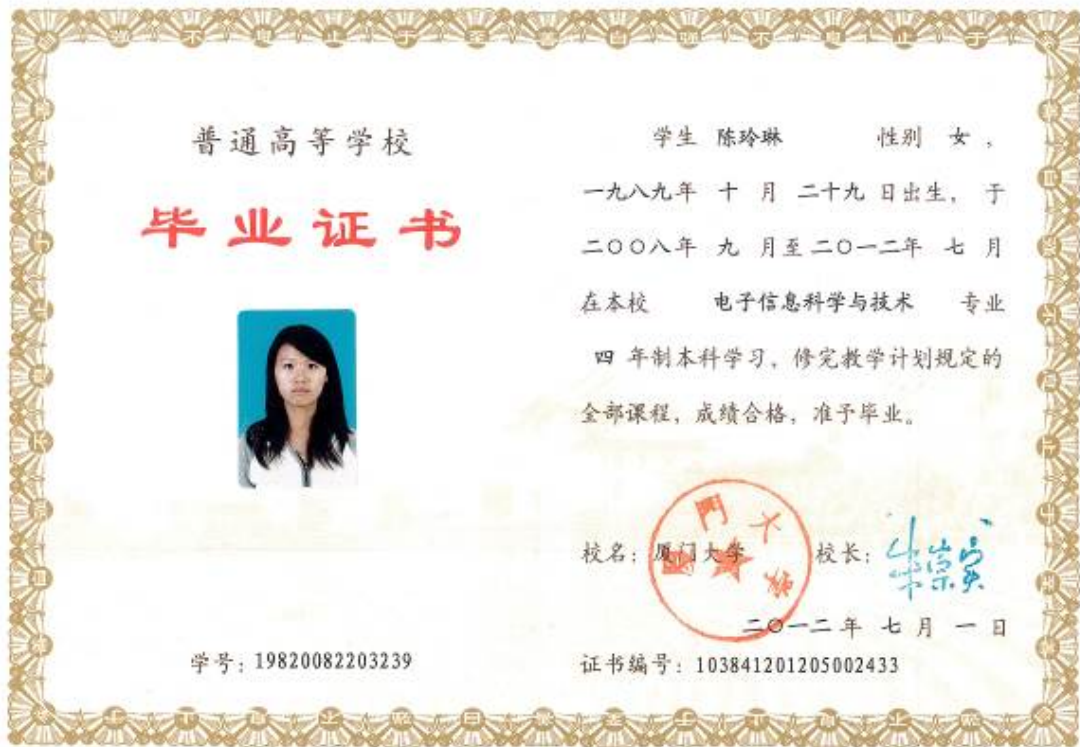 普通高等学校
毕业证书
学号：19820082203239
学生 陈玲琳 性别 女，
一九八九年 十 月 二十九 日出生，于
二〇〇八年 九 月至二〇一二年 七 月
在本校 电子信息科学与技术 专业
四 年制本科学习，修完教学计划规定的
全部课程，成绩合格，准予毕业。
校名：厦门大学 校长：朱崇实
二〇一二年 七 月 一 日
证书编号：103841201205002433